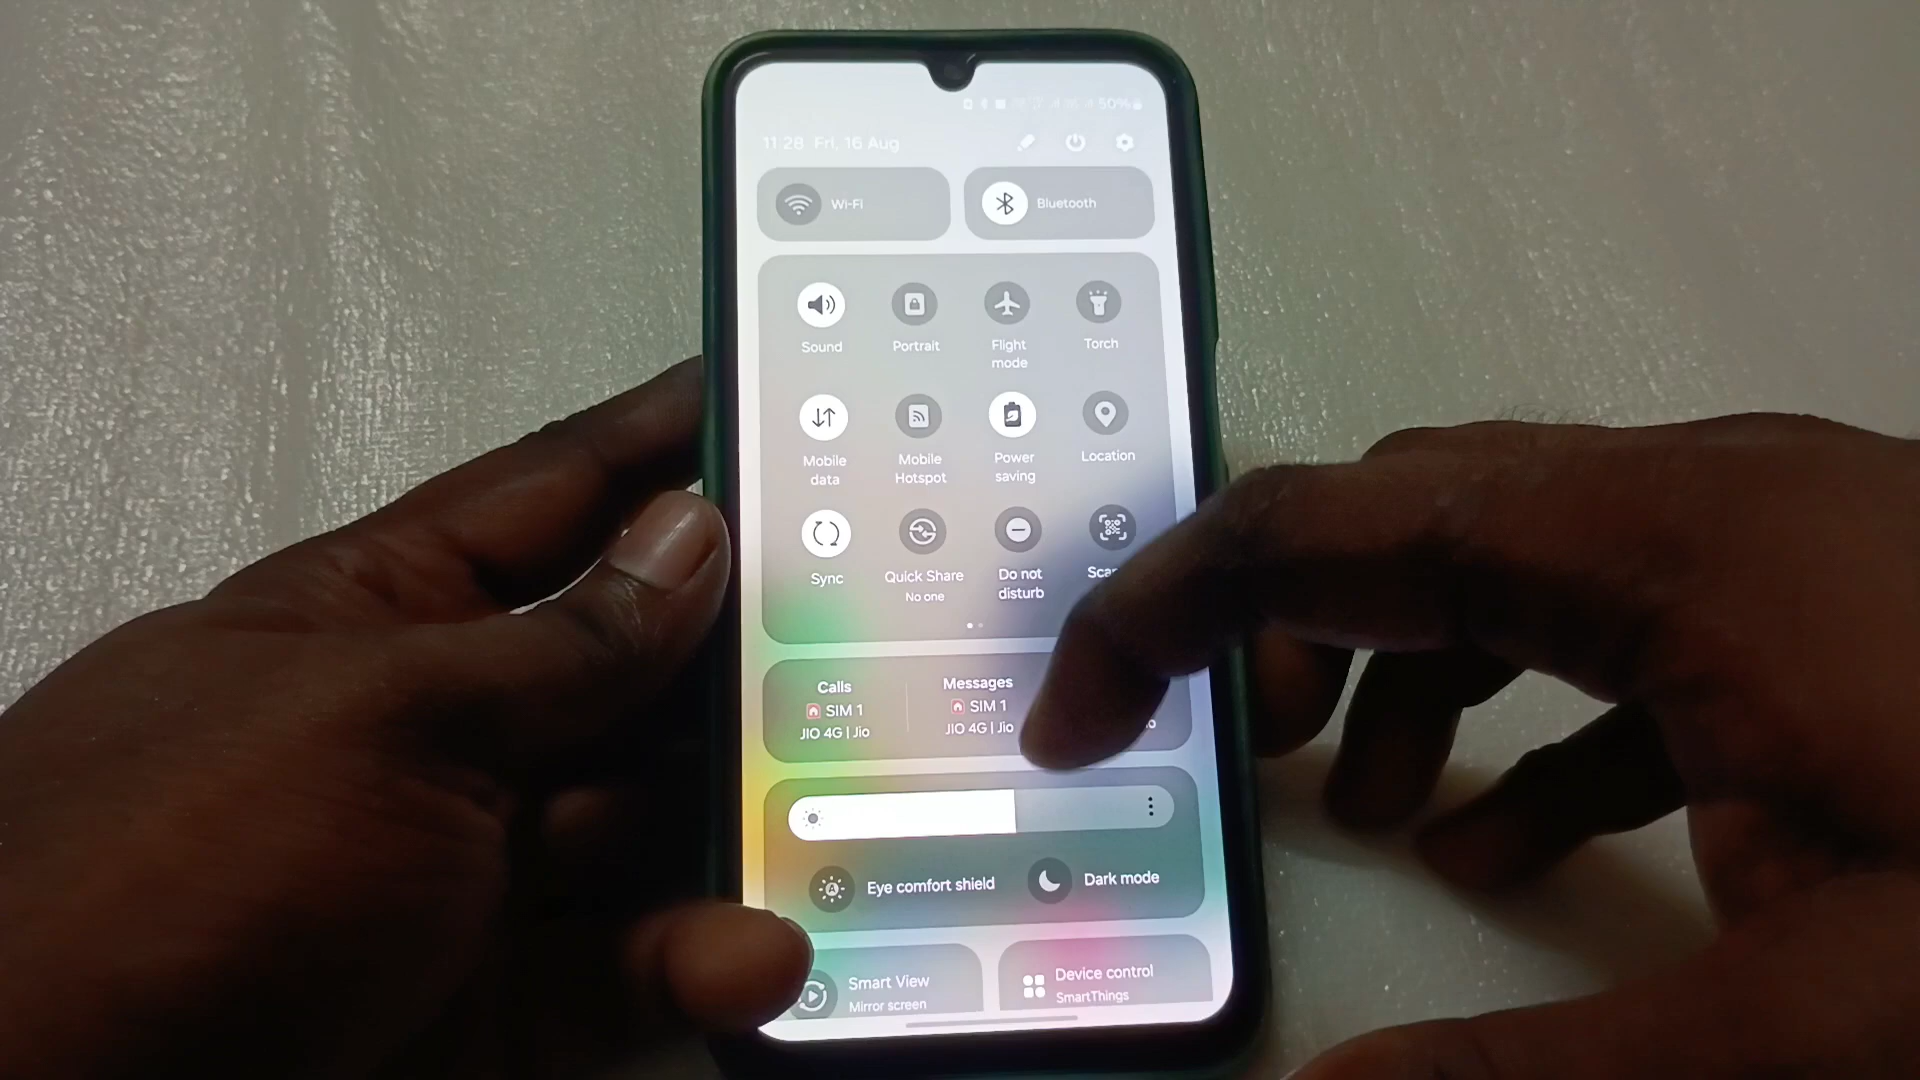 50%
11:28 Fri, 16 Aug
Wi-Fi
Bluetooth
Sound
Portrait
Flight
mode
Torch
Mobile
data
Mobile
Hotspot
Power
saving
Location
Sync
Quick Share
No one
Do not
disturb
Calls
SIM 1
JIO 4G | Jio
Messages
SIM 1
JIO 4G | Jio
Eye comfort shield
Dark mode
Smart View
Mirror screen
Device control
SmartThings